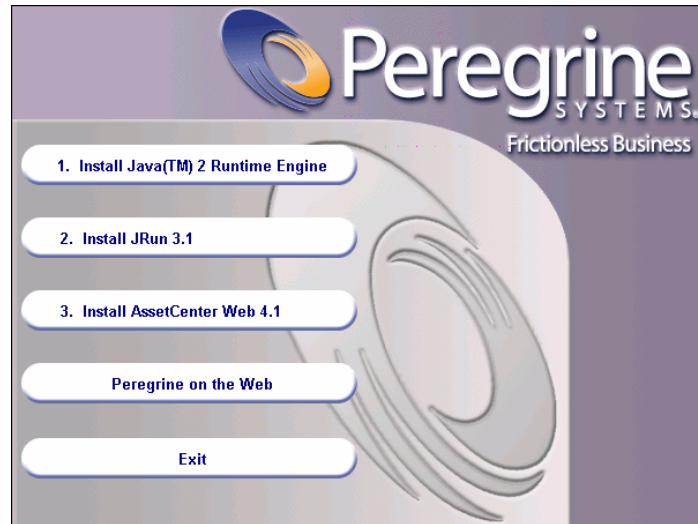 Peregrine
SYSTEMS®
Frictionless Business
1. Install Java(TM) 2 Runtime Engine
2. Install JRun 3.1
3. Install AssetCenter Web 4.1
Peregrine on the Web
Exit